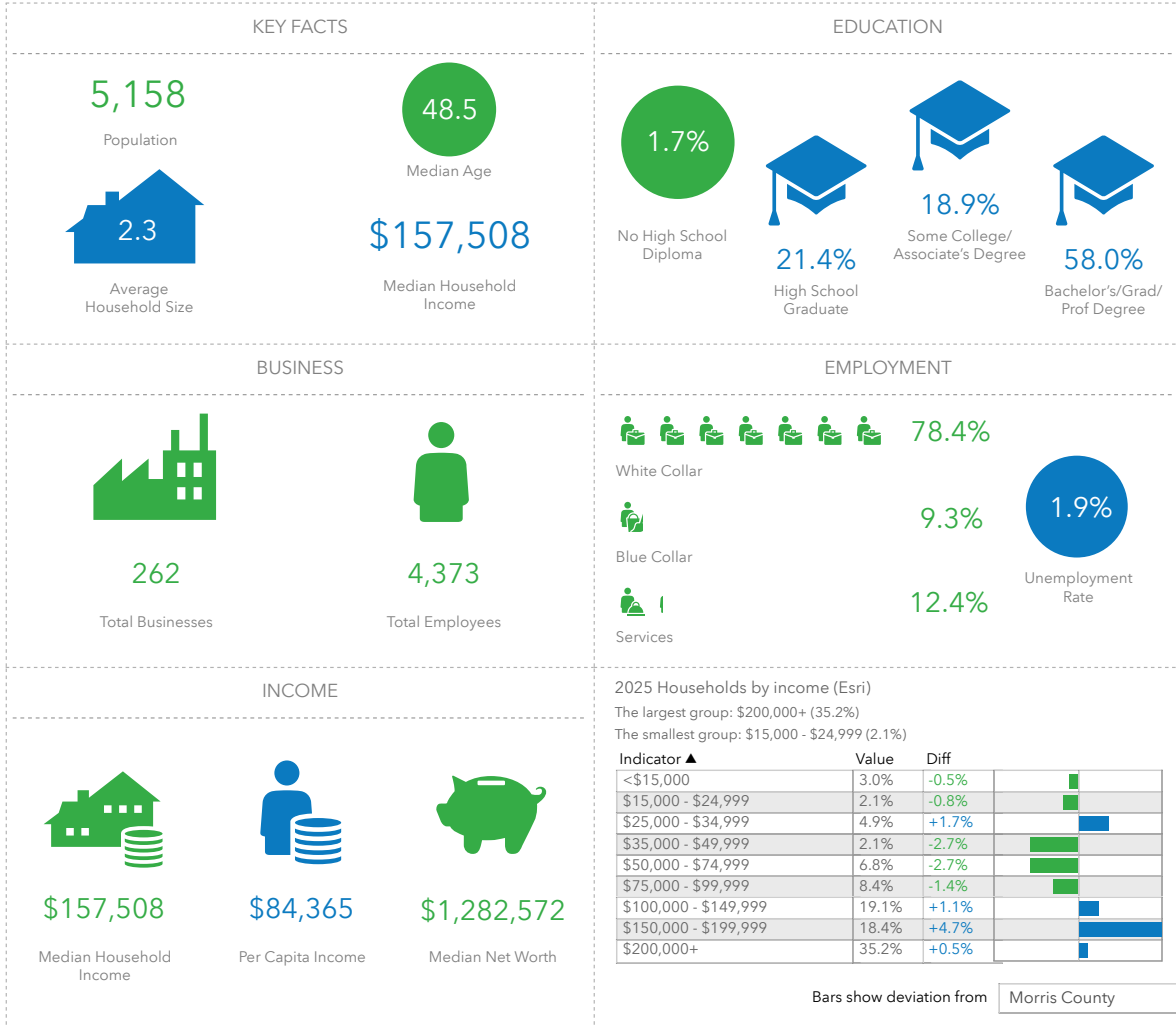 KEY FACTS
5,158
Population
48.5
Median Age
2.3
Average
Household Size
$157,508
Median Household
Income
EDUCATION
1.7%
No High School
Diploma
21.4%
High School
Graduate
18.9%
Some College/
Associate's Degree
58.0%
Bachelor's/Grad/
Prof Degree
BUSINESS
262
Total Businesses
4,373
Total Employees
EMPLOYMENT
78.4%
White Collar
9.3%
Blue Collar
12.4%
Services
1.9%
Unemployment
Rate
INCOME
$157,508
Median Household
Income
$84,365
Per Capita Income
$1,282,572
Median Net Worth
2025 Households by income (Esri)
The largest group: $200,000+ (35.2%)
The smallest group: $15,000 - $24,999 (2.1%)
Indicator ▲ Value Diff
<$15,000 3.0% -0.5%
$15,000 - $24,999 2.1% -0.8%
$25,000 - $34,999 4.9% +1.7%
$35,000 - $49,999 2.1% -2.7%
$50,000 - $74,999 6.8% -2.7%
$75,000 - $99,999 8.4% -1.4%
$100,000 - $149,999 19.1% +1.1%
$150,000 - $199,999 18.4% +4.7%
$200,000+ 35.2% +0.5%
Bars show deviation from Morris County